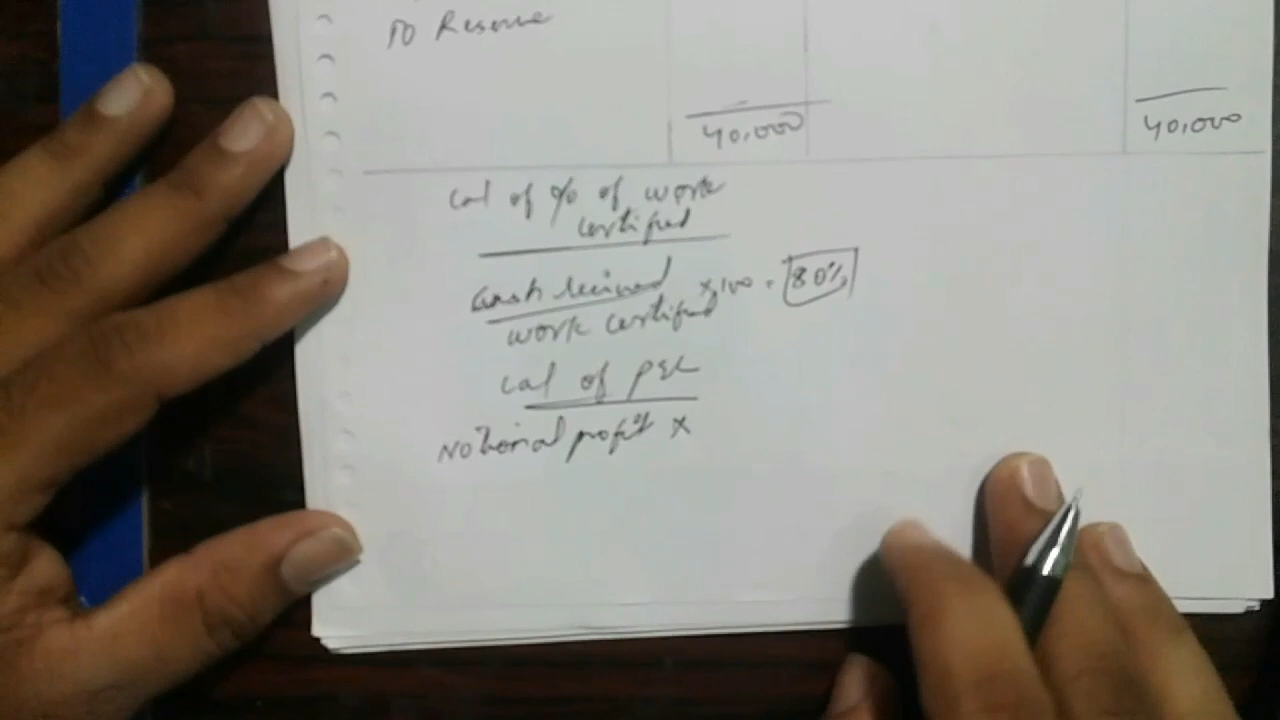 To Reserve
40,000 40,000
Cal of % of work
certified
Cash received x 100 = 80%
work certified
Cal of P&L
Notional profit x